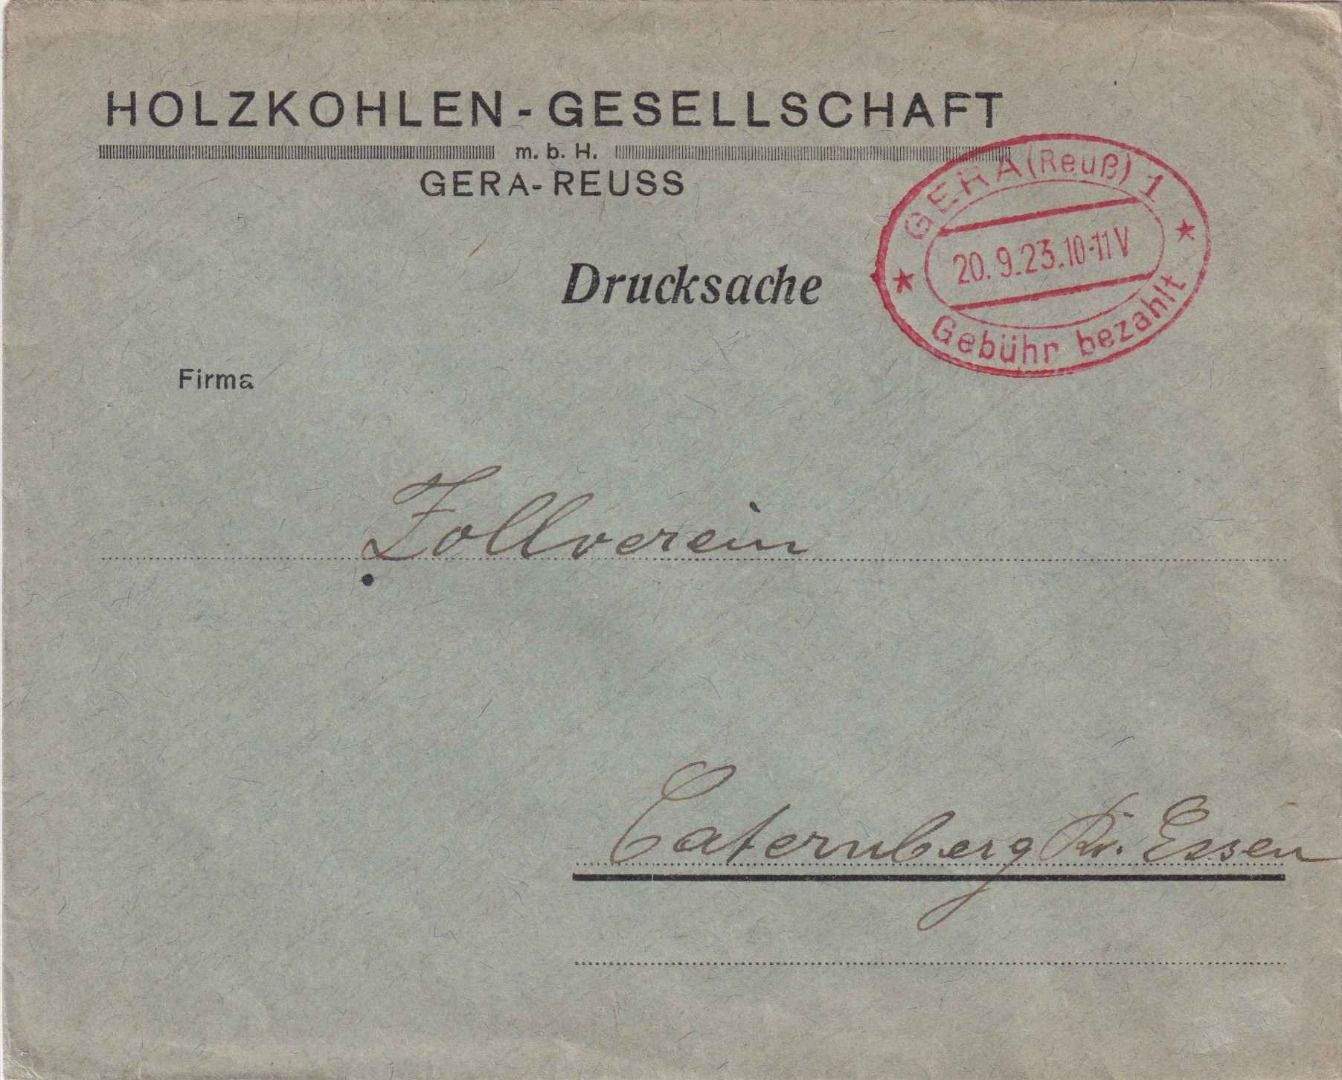 HOLZKOHLEN-GESELLSCHAFT
m. b. H.
GERA-REUSS
GERA (Reuß) 1
20.9.23.10-11V
Gebühr bezahlt
Drucksache
Firma
Zollverein
Caternberg Kr. Essen